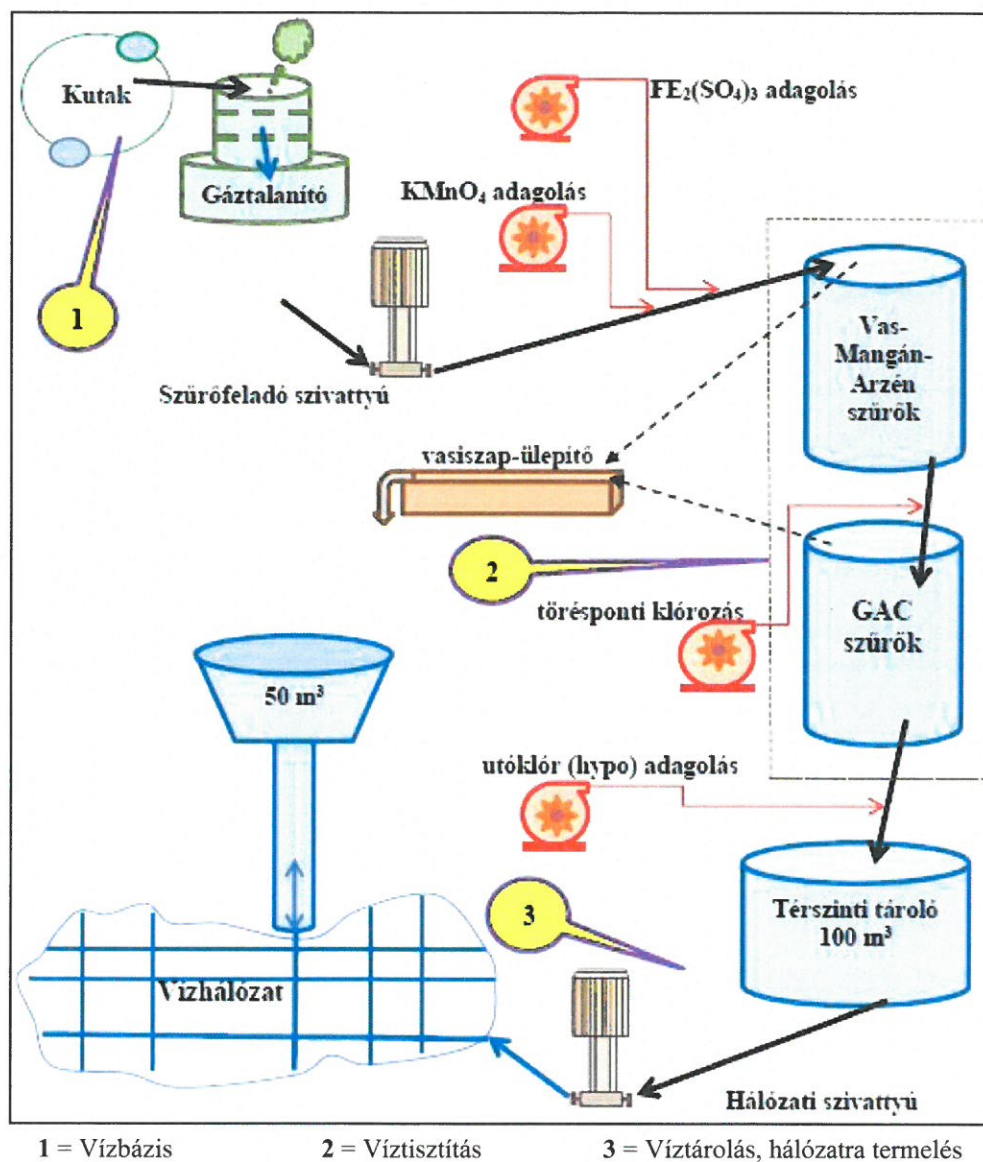 Kutak
Gáztalanító
FE₂(SO₄)₃ adagolás
KMnO₄ adagolás
1
Szűrőfeladó szivattyú
Vas-
Mangán-
Arzén
szűrők
vasiszap-ülepítő
2
törésponti klórozás
GAC
szűrők
50 m³
utóklór (hypo) adagolás
3
Térszinti tároló
100 m³
Vízhálózat
Hálózati szivattyú
1 = Vízbázis
2 = Víztisztítás
3 = Víztárolás, hálózatra termelés